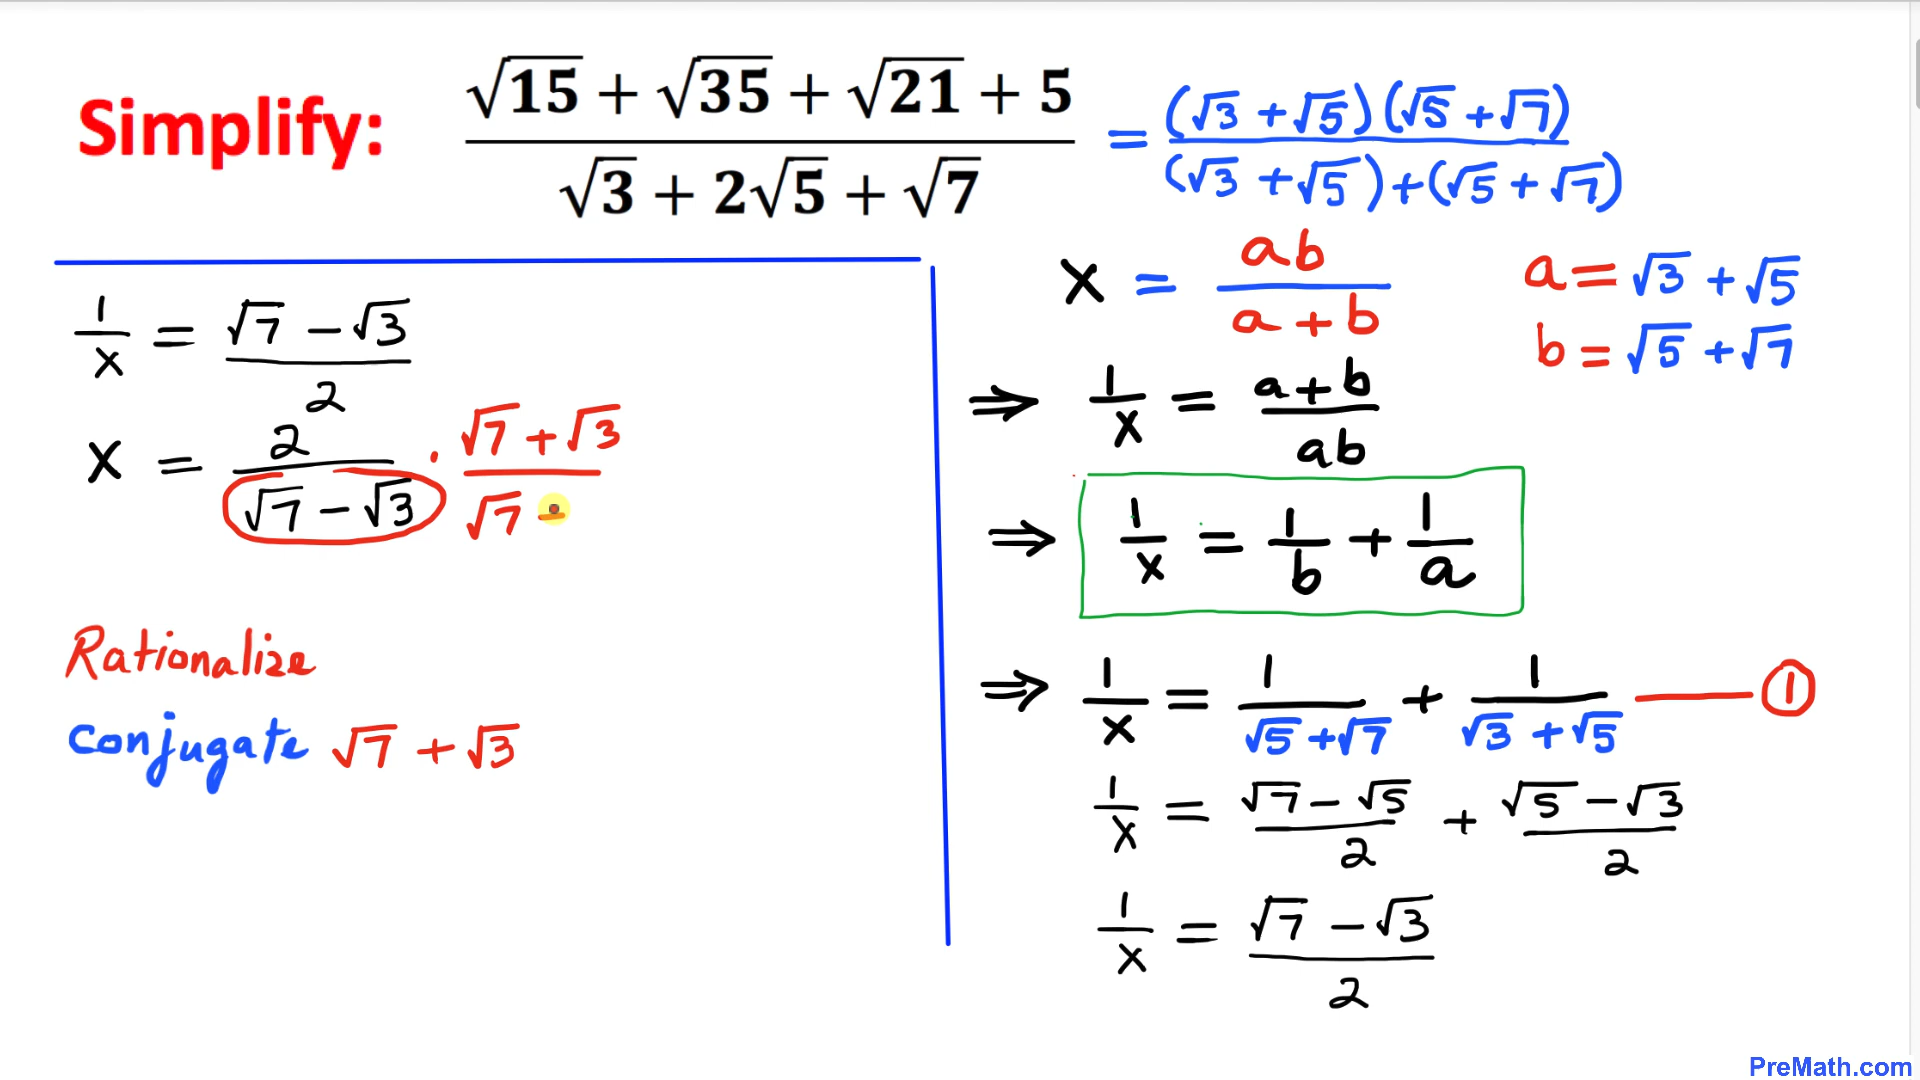 Simplify: (√15 + √35 + √21 + 5)/(√3 + 2√5 + √7) = ((√3 + √5)(√5 + √7))/((√3 + √5) + (√5 + √7))
1/x = (√7 − √3)/2
x = 2/(√7 − √3) · (√7 + √3)/(√7 −
Rationalize
Conjugate √7 + √3
x = ab/(a + b)
a = √3 + √5
b = √5 + √7
⇒ 1/x = (a + b)/ab
⇒ 1/x = 1/b + 1/a
⇒ 1/x = 1/(√5 + √7) + 1/(√3 + √5) — ①
1/x = (√7 − √5)/2 + (√5 − √3)/2
1/x = (√7 − √3)/2
PreMath.com